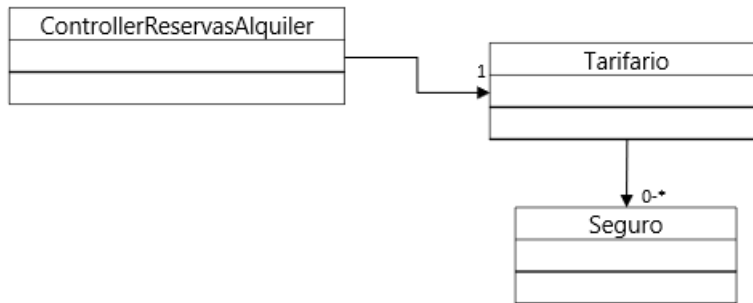 ControllerReservasAlquiler
Tarifario
1
0-*
Seguro